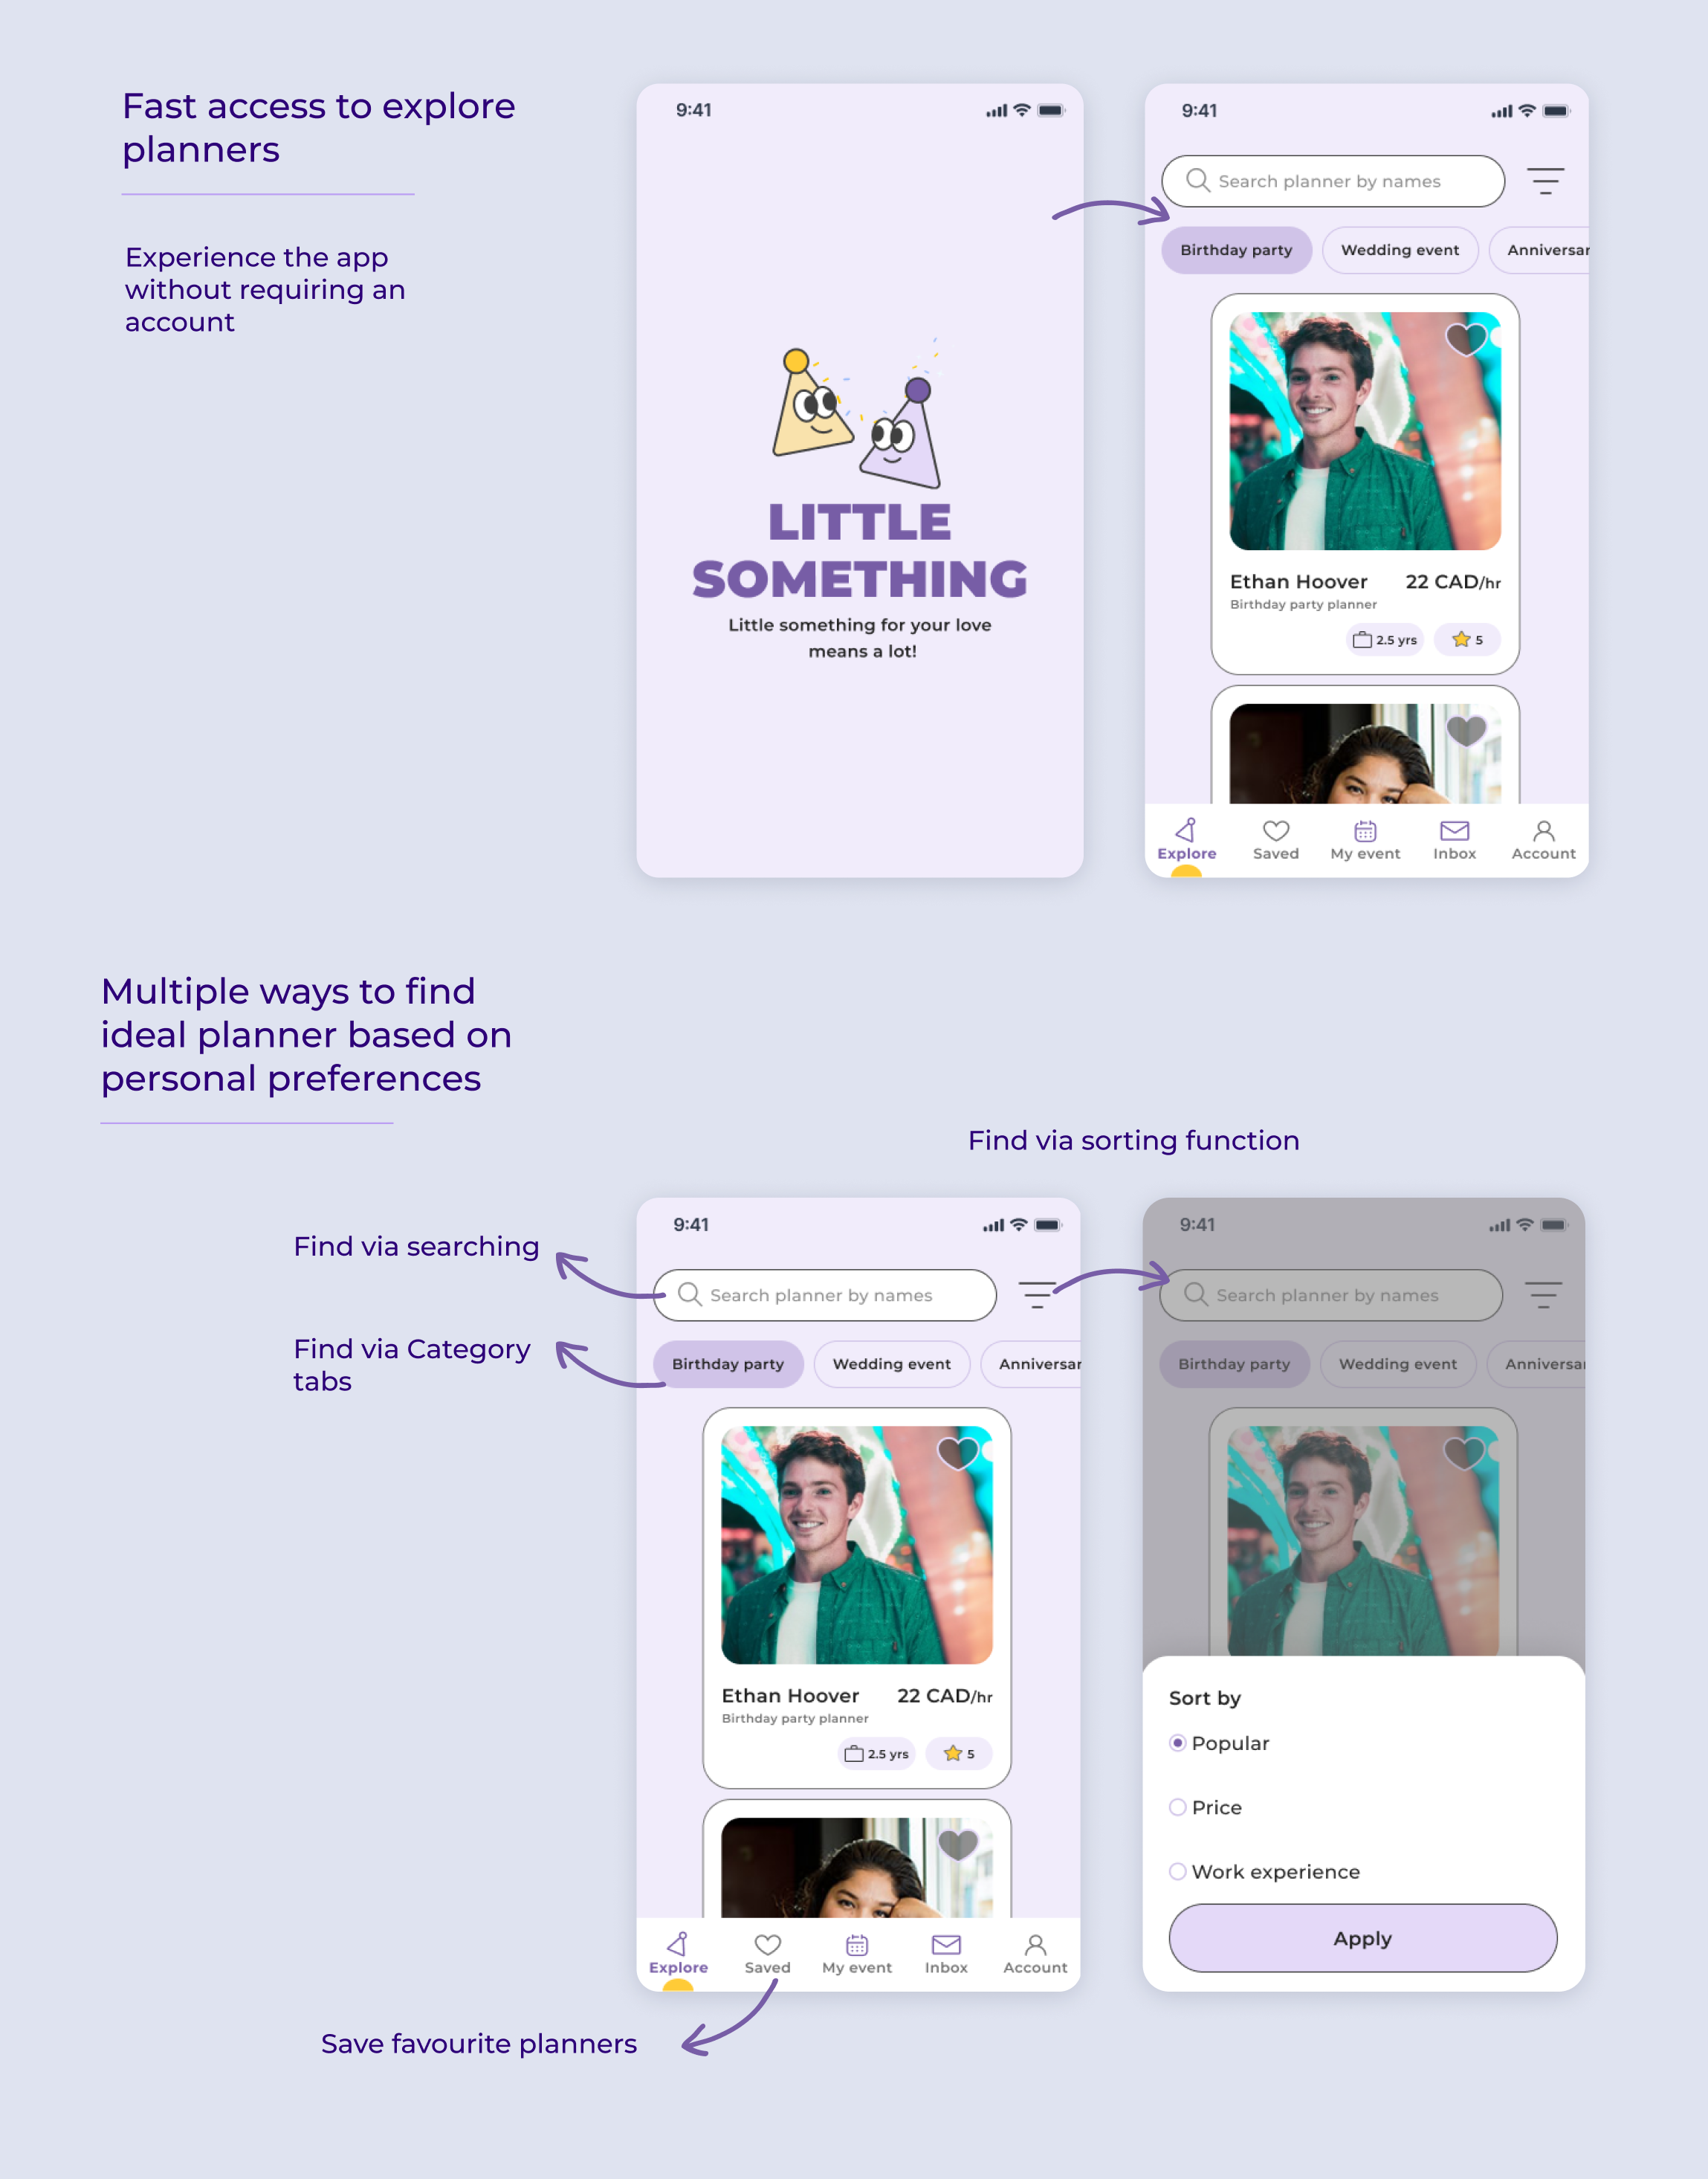 Fast access to explore
planners
Experience the app
without requiring an
account
9:41
LITTLE
SOMETHING
Little something for your love
means a lot!
9:41
Search planner by names
Birthday party Wedding event Anniversar
Ethan Hoover 22 CAD/hr
Birthday party planner
2.5 yrs 5
Explore Saved My event Inbox Account
Multiple ways to find
ideal planner based on
personal preferences
Find via sorting function
Find via searching
Find via Category
tabs
9:41
Search planner by names
Birthday party Wedding event Anniversar
Ethan Hoover 22 CAD/hr
Birthday party planner
2.5 yrs 5
Explore Saved My event Inbox Account
Save favourite planners
9:41
Search planner by names
Birthday party Wedding event Anniversar
Sort by
Popular
Price
Work experience
Apply